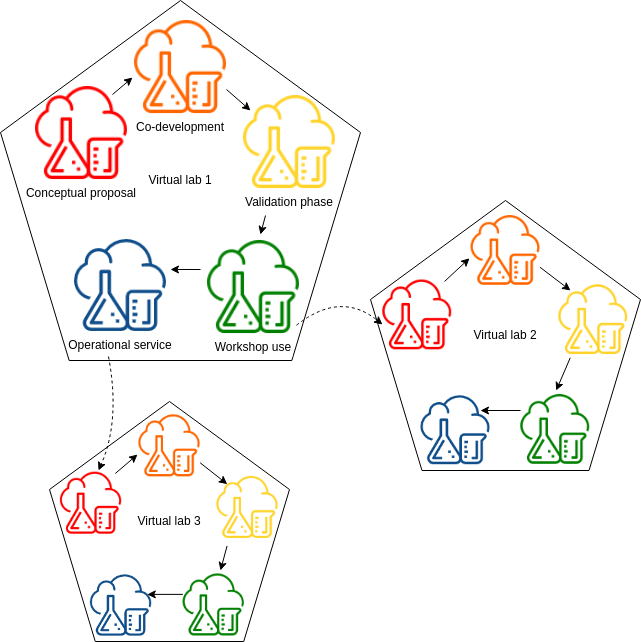 Co-development
Conceptual proposal
Virtual lab 1
Validation phase
Operational service
Workshop use
Virtual lab 2
Virtual lab 3